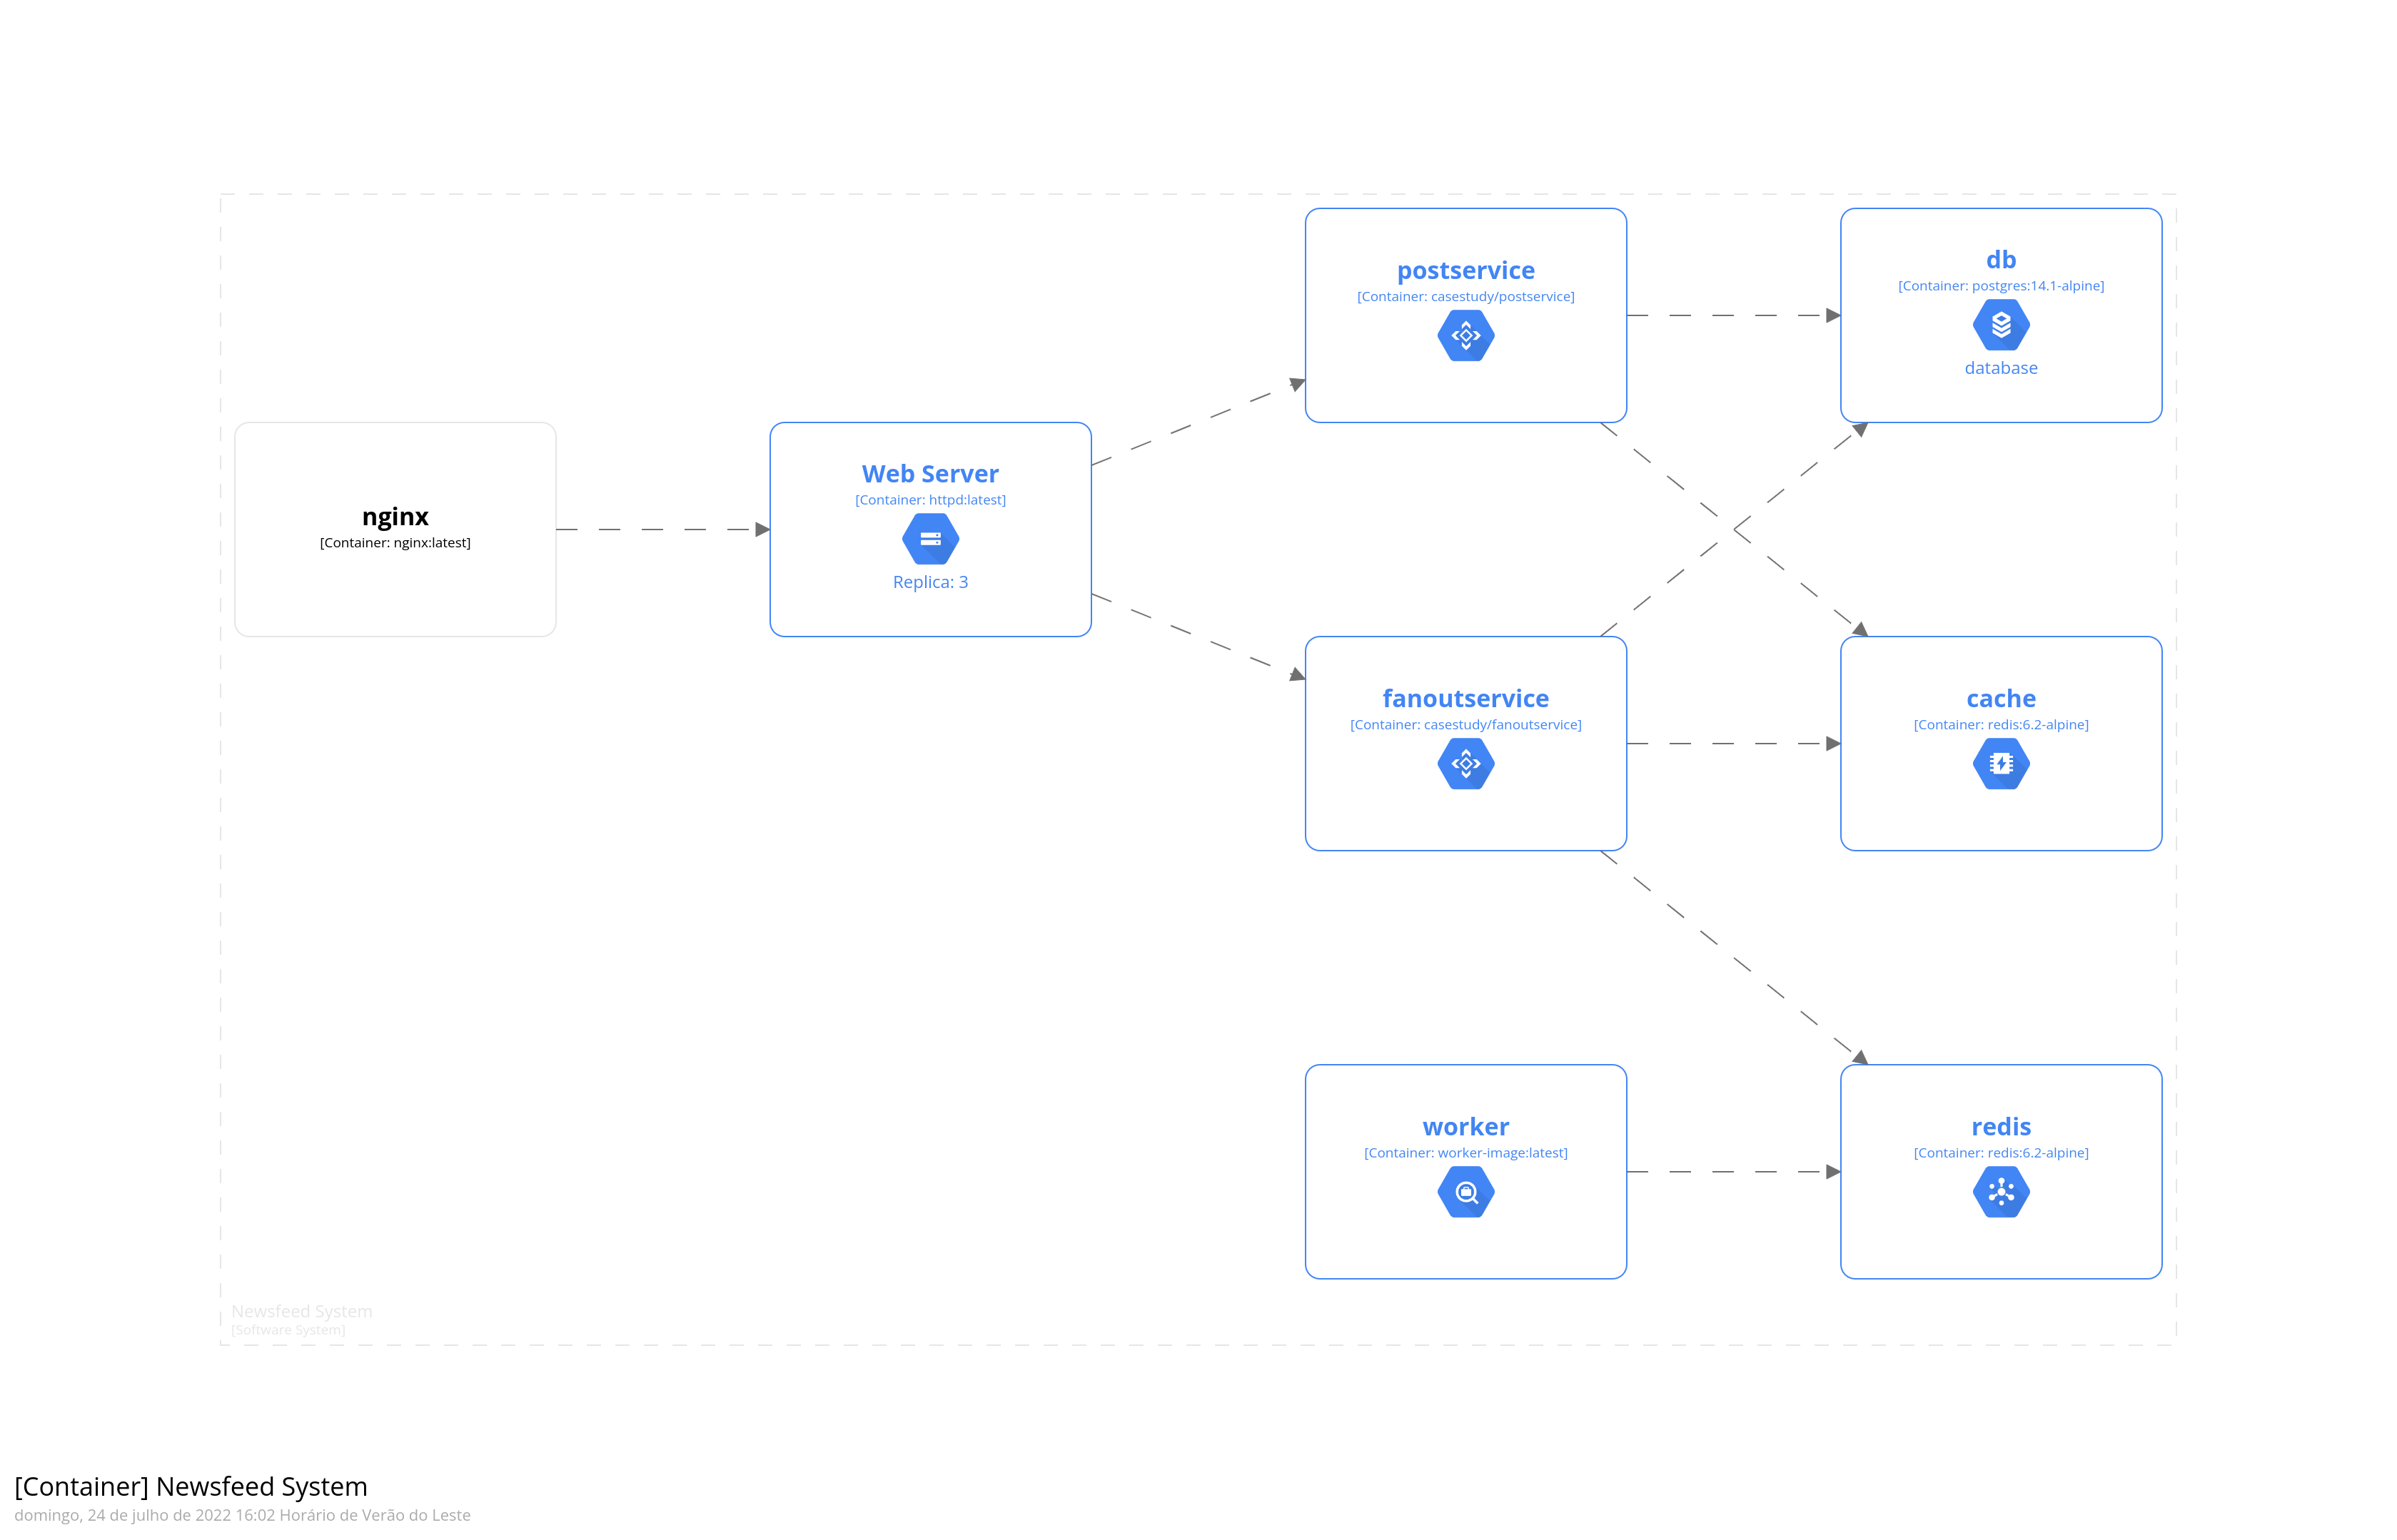 postservice
[Container: casestudy/postservice]
db
[Container: postgres:14.1-alpine]
database
nginx
[Container: nginx:latest]
Web Server
[Container: httpd:latest]
Replica: 3
fanoutservice
[Container: casestudy/fanoutservice]
cache
[Container: redis:6.2-alpine]
worker
[Container: worker-image:latest]
redis
[Container: redis:6.2-alpine]
Newsfeed System
[Software System]
[Container] Newsfeed System
domingo, 24 de julho de 2022 16:02 Horário de Verão do Leste